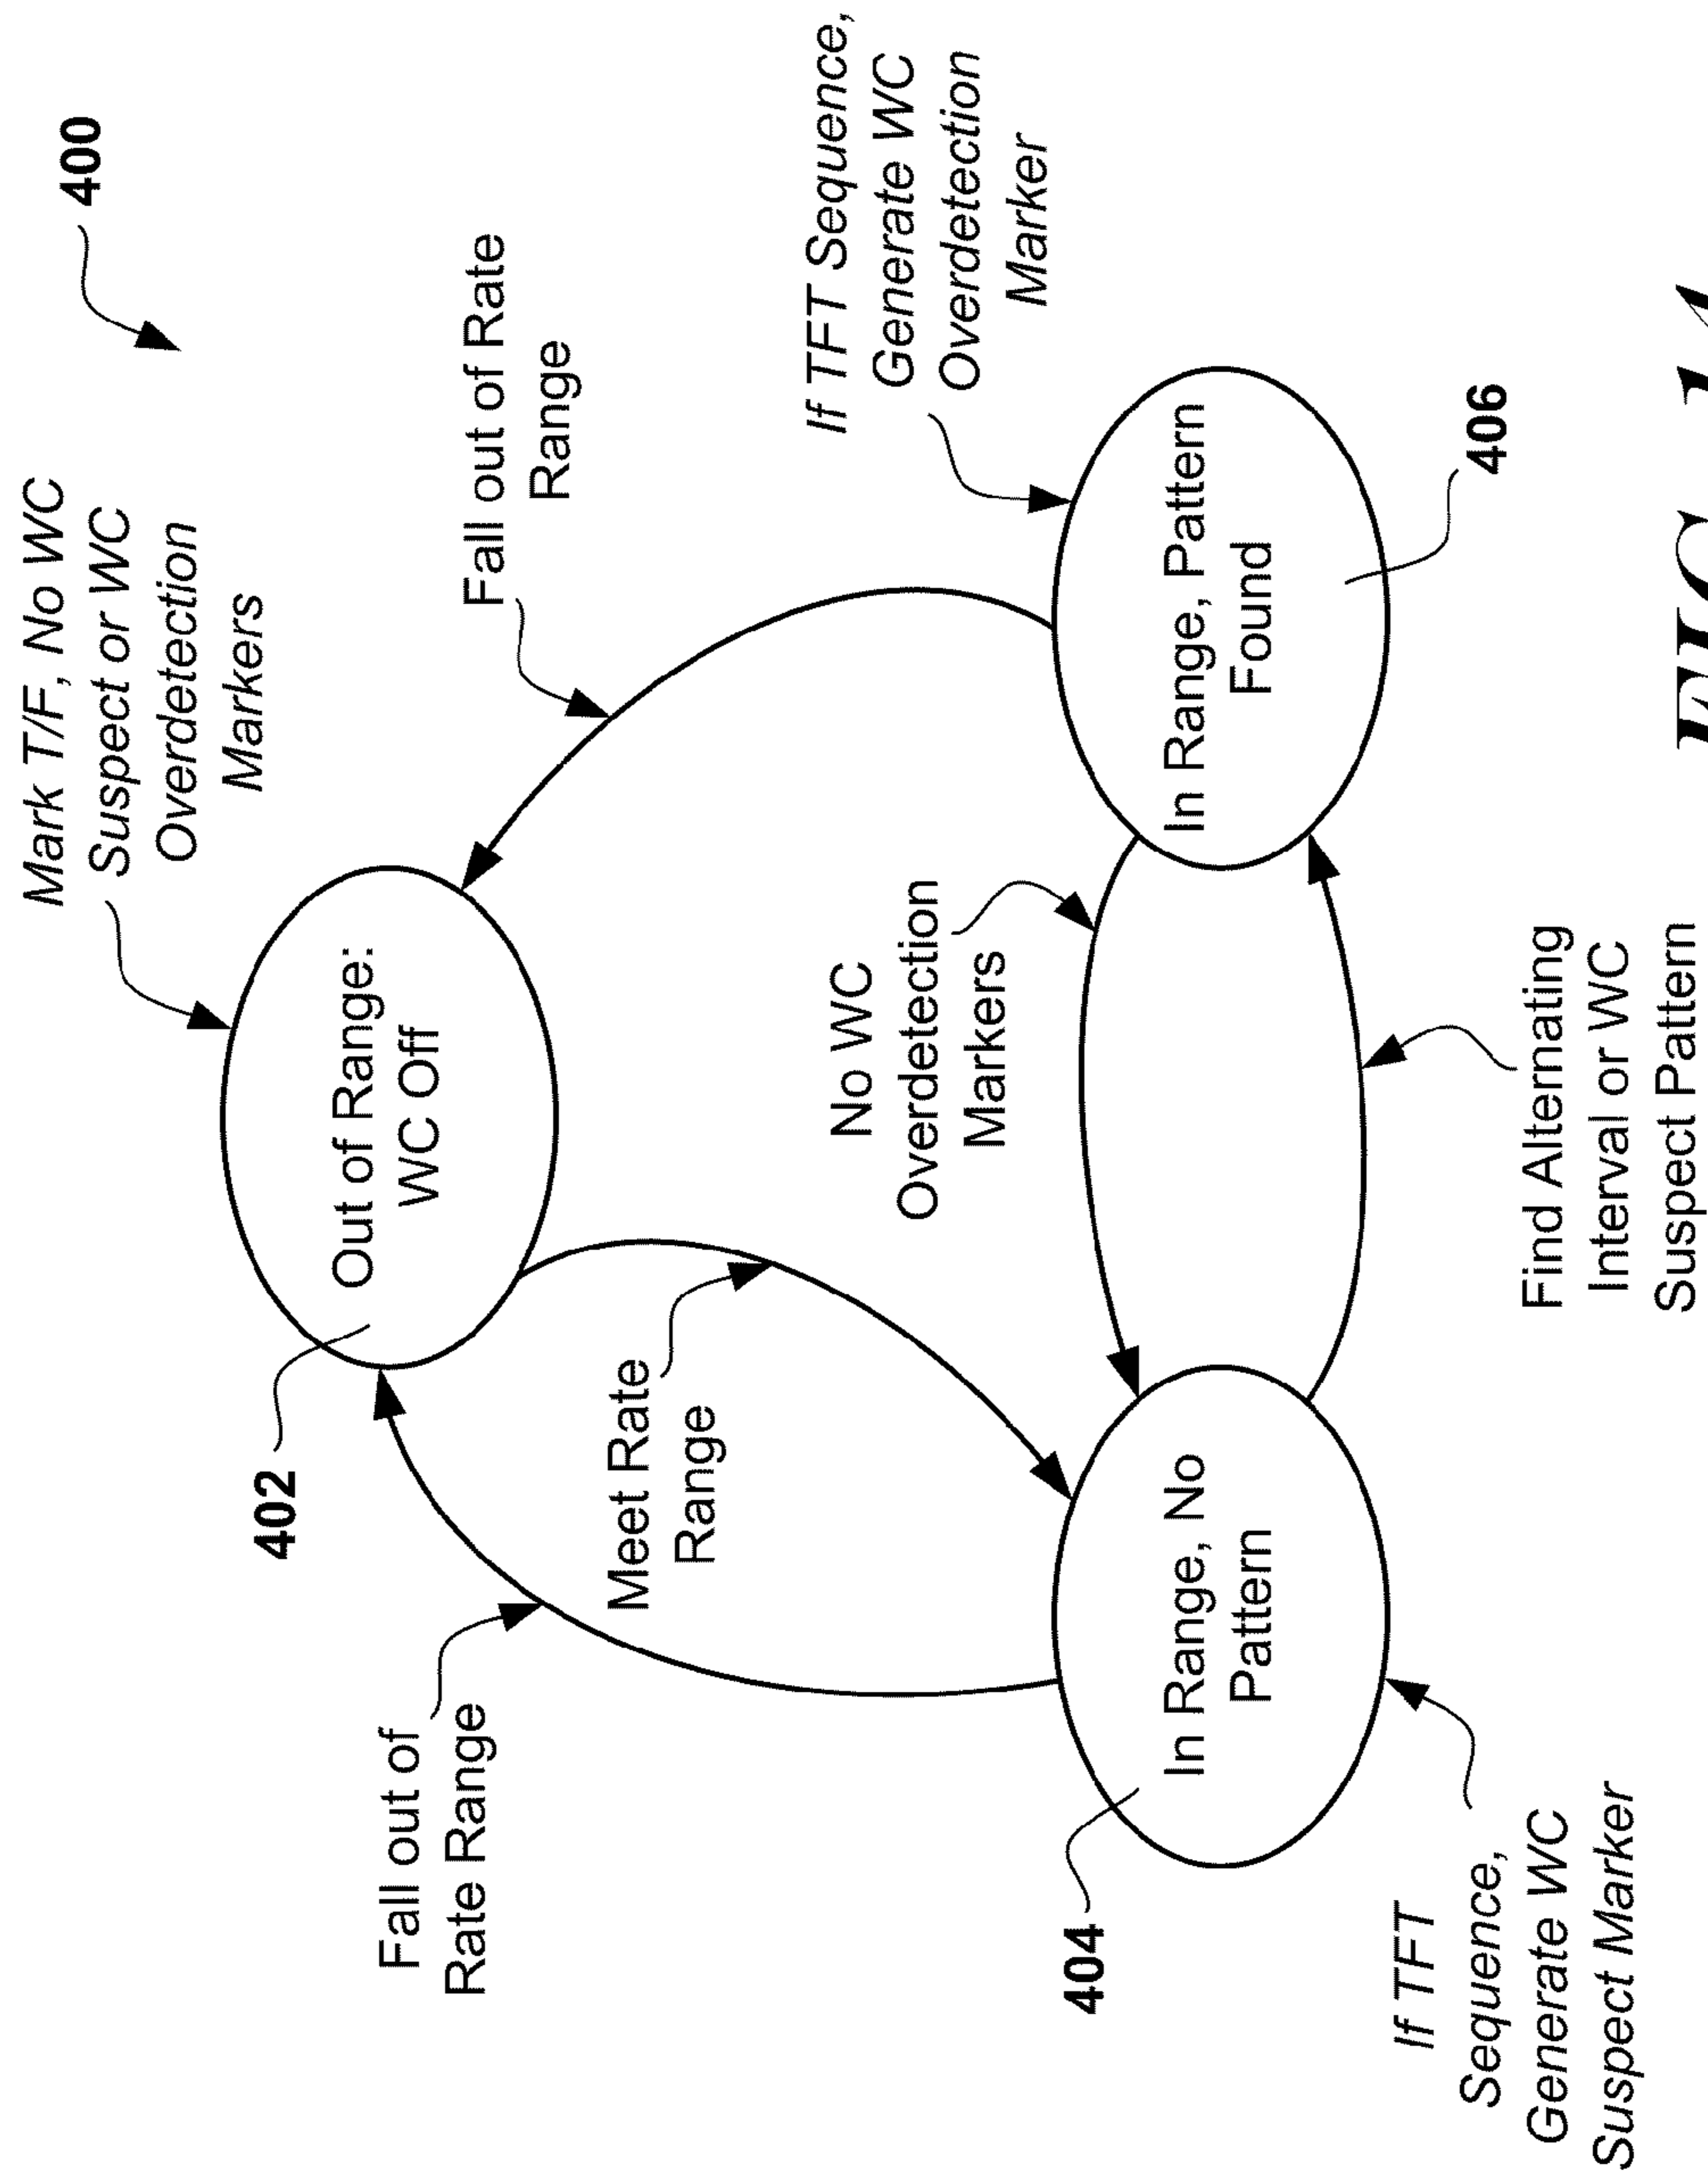 400
Mark T/F, No WC
Suspect or WC
Overdetection
Markers
402
Out of Range:
WC Off
Fall out of
Rate Range
Meet Rate
Range
Fall out of Rate
Range
No WC
Overdetection
Markers
If TFT Sequence,
Generate WC
Overdetection
Marker
404
In Range, No
Pattern
In Range, Pattern
Found
406
If TFT
Sequence,
Generate WC
Suspect Marker
Find Alternating
Interval or WC
Suspect Pattern